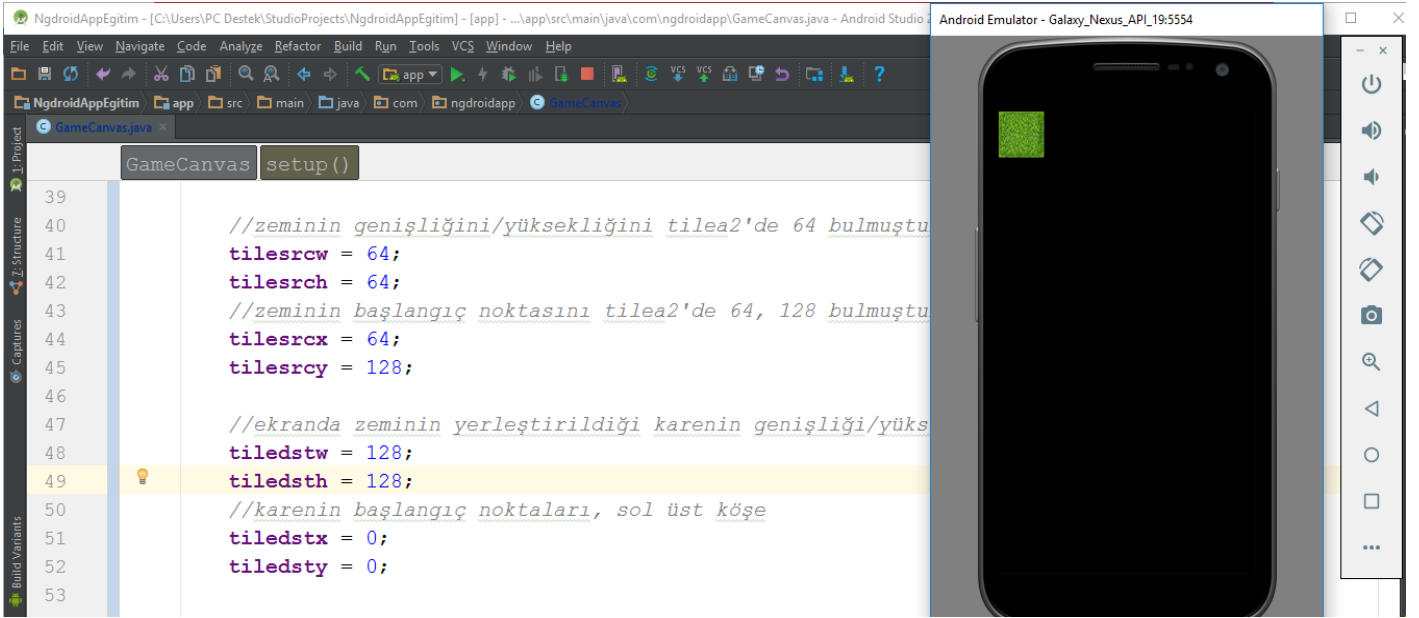 NgdroidAppEgitim - [C:\Users\PC Destek\StudioProjects\NgdroidAppEgitim] - [app] - ...\app\src\main\java\com\ngdroidapp\GameCanvas.java - Android Studio 2
Android Emulator - Galaxy_Nexus_API_19:5554
File Edit View Navigate Code Analyze Refactor Build Run Tools VCS Window Help
app
VCS VCS
NgdroidAppEgitim app src main java com ngdroidapp GameCanvas
GameCanvas.java
1: Project
7: Structure
Captures
Build Variants
GameCanvas setup()
39
40 //zeminin genişliğini/yüksekliğini tilea2'de 64 bulmuştu
41 tilesrcw = 64;
42 tilesrch = 64;
43 //zeminin başlangıç noktasını tilea2'de 64, 128 bulmuştu
44 tilesrcx = 64;
45 tilesrcy = 128;
46
47 //ekranda zeminin yerleştirildiği karenin genişliği/yüks
48 tiledstw = 128;
49 tiledsth = 128;
50 //karenin başlangıç noktaları, sol üst köşe
51 tiledstx = 0;
52 tiledsty = 0;
53